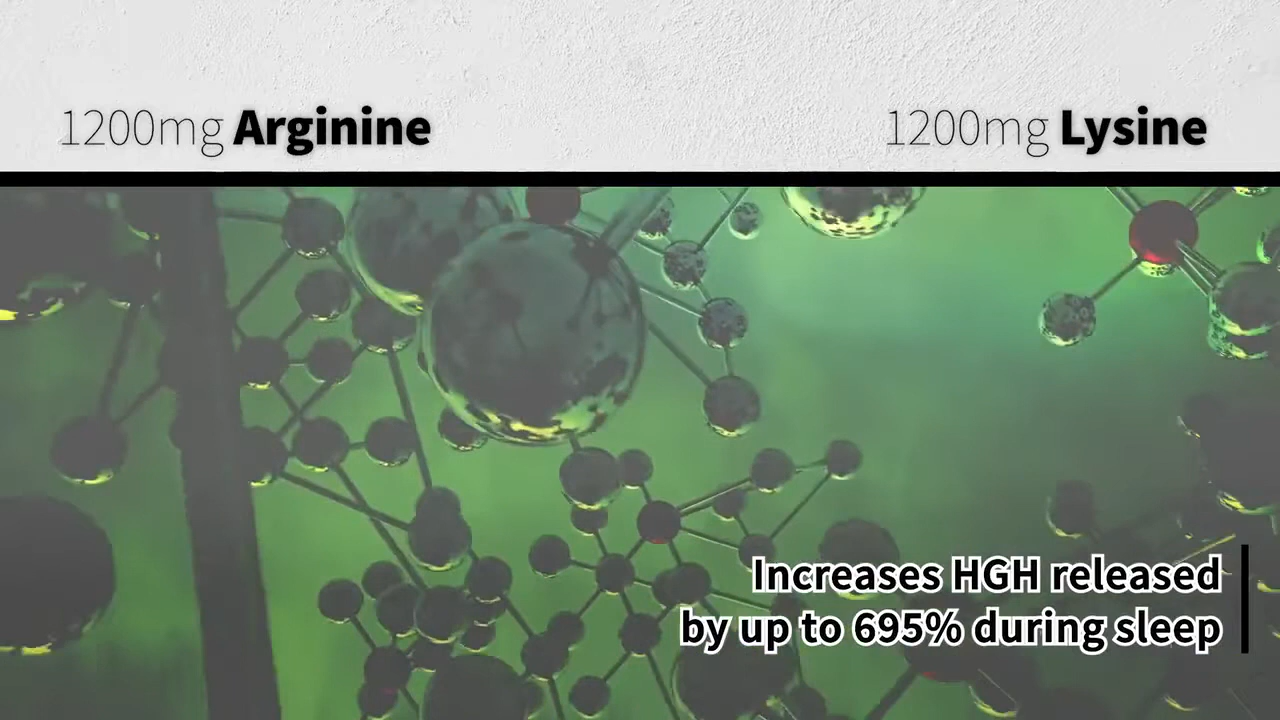 1200mg Arginine
1200mg Lysine
Increases HGH released
by up to 695% during sleep